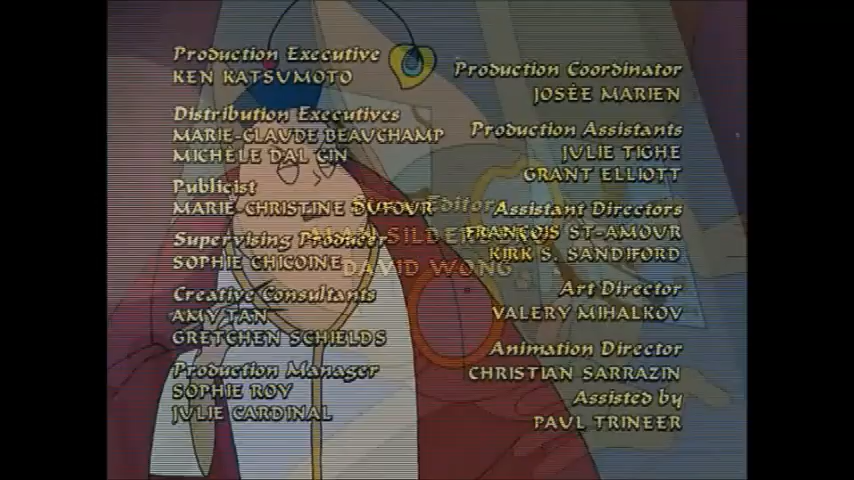 Production Executive
KEN KATSUMOTO
Distribution Executives
MARIE-CLAUDE BEAUCHAMP
MICHÈLE DAL CIN
Publicist
MARIE-CHRISTINE DUFOUR
Supervising Producer
SOPHIE CHICOINE
Creative Consultants
AMY TAN
GRETCHEN SCHIELDS
Production Manager
SOPHIE ROY
JULIE CARDINAL
Editor
DAVID WONG
Production Coordinator
JOSÉE MARIEN
Production Assistants
JULIE TIGHE
GRANT ELLIOTT
Assistant Directors
FRANÇOIS ST-AMOUR
KIRK S. SANDIFORD
Art Director
VALERY MIHALKOV
Animation Director
CHRISTIAN SARRAZIN
Assisted by
PAUL TRINEER